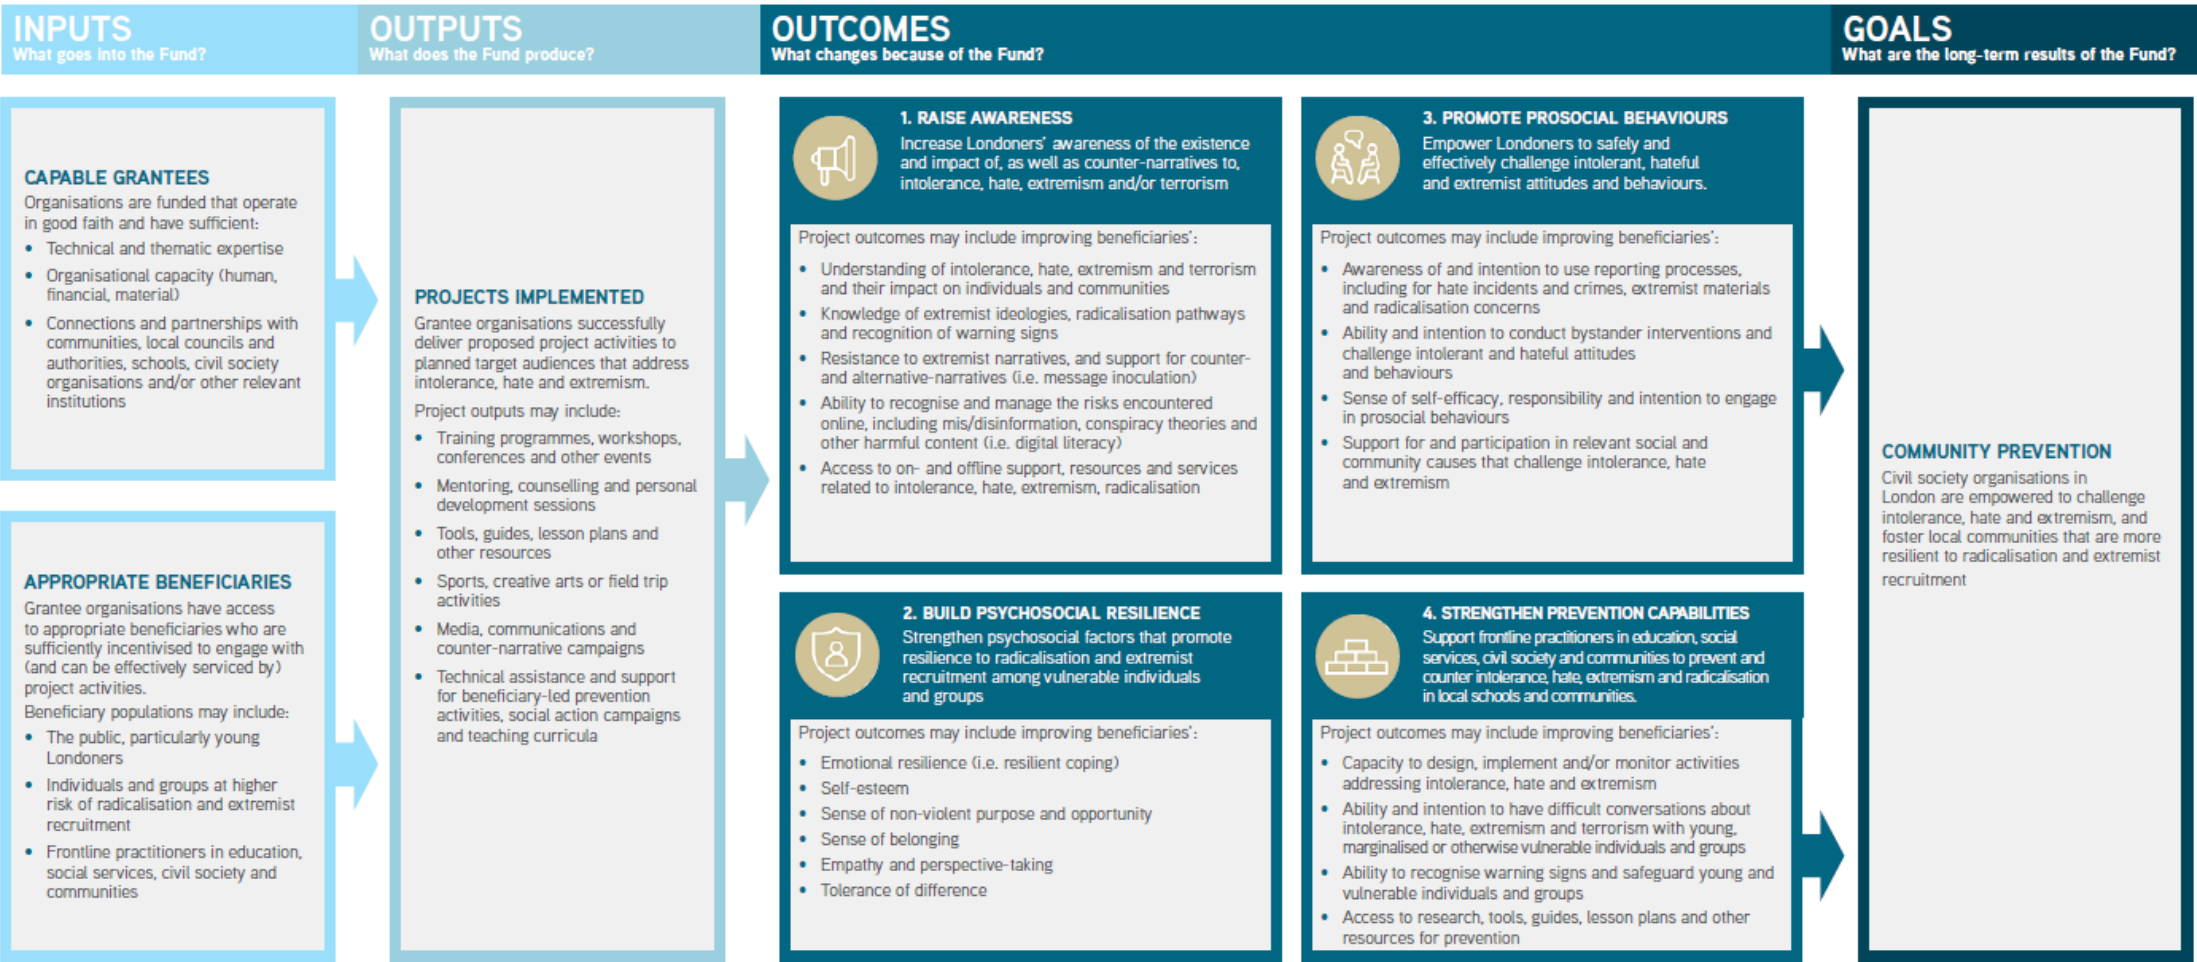 INPUTS
What goes into the Fund?
OUTPUTS
What does the Fund produce?
OUTCOMES
What changes because of the Fund?
GOALS
What are the long-term results of the Fund?
CAPABLE GRANTEES
Organisations are funded that operate
in good faith and have sufficient:
• Technical and thematic expertise
• Organisational capacity (human,
financial, material)
• Connections and partnerships with
communities, local councils and
authorities, schools, civil society
organisations and/or other relevant
institutions
APPROPRIATE BENEFICIARIES
Grantee organisations have access
to appropriate beneficiaries who are
sufficiently incentivised to engage with
(and can be effectively serviced by)
project activities.
Beneficiary populations may include:
• The public, particularly young
Londoners
• Individuals and groups at higher
risk of radicalisation and extremist
recruitment
• Frontline practitioners in education,
social services, civil society and
communities
PROJECTS IMPLEMENTED
Grantee organisations successfully
deliver proposed project activities to
planned target audiences that address
intolerance, hate and extremism.
Project outputs may include:
• Training programmes, workshops,
conferences and other events
• Mentoring, counselling and personal
development sessions
• Tools, guides, lesson plans and
other resources
• Sports, creative arts or field trip
activities
• Media, communications and
counter-narrative campaigns
• Technical assistance and support
for beneficiary-led prevention
activities, social action campaigns
and teaching curricula
1. RAISE AWARENESS
Increase Londoners' awareness of the existence
and impact of, as well as counter-narratives to,
intolerance, hate, extremism and/or terrorism
Project outcomes may include improving beneficiaries':
• Understanding of intolerance, hate, extremism and terrorism
and their impact on individuals and communities
• Knowledge of extremist ideologies, radicalisation pathways
and recognition of warning signs
• Resistance to extremist narratives, and support for counter-
and alternative-narratives (i.e. message inoculation)
• Ability to recognise and manage the risks encountered
online, including mis/disinformation, conspiracy theories and
other harmful content (i.e. digital literacy)
• Access to on- and offline support, resources and services
related to intolerance, hate, extremism, radicalisation
2. BUILD PSYCHOSOCIAL RESILIENCE
Strengthen psychosocial factors that promote
resilience to radicalisation and extremist
recruitment among vulnerable individuals
and groups
Project outcomes may include improving beneficiaries':
• Emotional resilience (i.e. resilient coping)
• Self-esteem
• Sense of non-violent purpose and opportunity
• Sense of belonging
• Empathy and perspective-taking
• Tolerance of difference
3. PROMOTE PROSOCIAL BEHAVIOURS
Empower Londoners to safely and
effectively challenge intolerant, hateful
and extremist attitudes and behaviours.
Project outcomes may include improving beneficiaries':
• Awareness of and intention to use reporting processes,
including for hate incidents and crimes, extremist materials
and radicalisation concerns
• Ability and intention to conduct bystander interventions and
challenge intolerant and hateful attitudes
and behaviours
• Sense of self-efficacy, responsibility and intention to engage
in prosocial behaviours
• Support for and participation in relevant social and
community causes that challenge intolerance, hate
and extremism
4. STRENGTHEN PREVENTION CAPABILITIES
Support frontline practitioners in education, social
services, civil society and communities to prevent and
counter intolerance, hate, extremism and radicalisation
in local schools and communities.
Project outcomes may include improving beneficiaries':
• Capacity to design, implement and/or monitor activities
addressing intolerance, hate and extremism
• Ability and intention to have difficult conversations about
intolerance, hate, extremism and terrorism with young,
marginalised or otherwise vulnerable individuals and groups
• Ability to recognise warning signs and safeguard young and
vulnerable individuals and groups
• Access to research, tools, guides, lesson plans and other
resources for prevention
COMMUNITY PREVENTION
Civil society organisations in
London are empowered to challenge
intolerance, hate and extremism, and
foster local communities that are more
resilient to radicalisation and extremist
recruitment